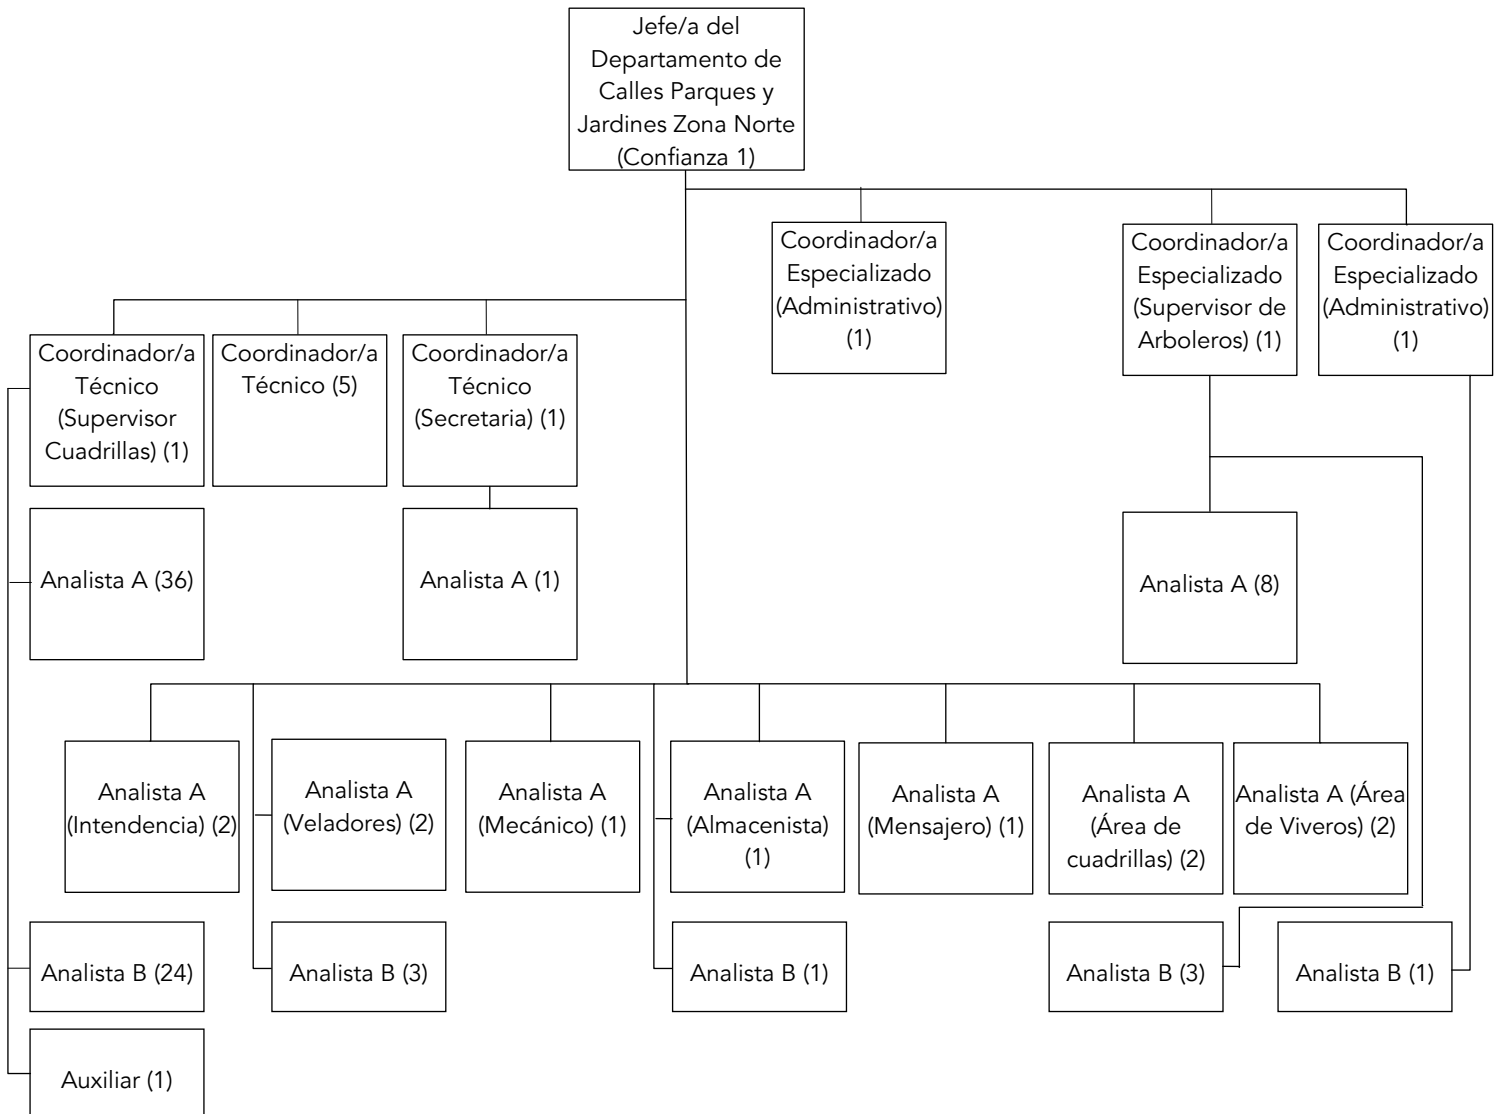 Jefe/a del
Departamento de
Calles Parques y
Jardines Zona Norte
(Confianza 1)
Coordinador/a
Especializado
(Administrativo)
(1)
Coordinador/a
Especializado
(Supervisor de
Arboleros) (1)
Coordinador/a
Especializado
(Administrativo)
(1)
Coordinador/a
Técnico
(Supervisor
Cuadrillas) (1)
Coordinador/a
Técnico (5)
Coordinador/a
Técnico
(Secretaria) (1)
Analista A (36)
Analista A (1)
Analista A (8)
Analista A
(Intendencia) (2)
Analista A
(Veladores) (2)
Analista A
(Mecánico) (1)
Analista A
(Almacenista)
(1)
Analista A
(Mensajero) (1)
Analista A
(Área de
cuadrillas) (2)
Analista A (Área
de Viveros) (2)
Analista B (24)
Analista B (3)
Analista B (1)
Analista B (3)
Analista B (1)
Auxiliar (1)